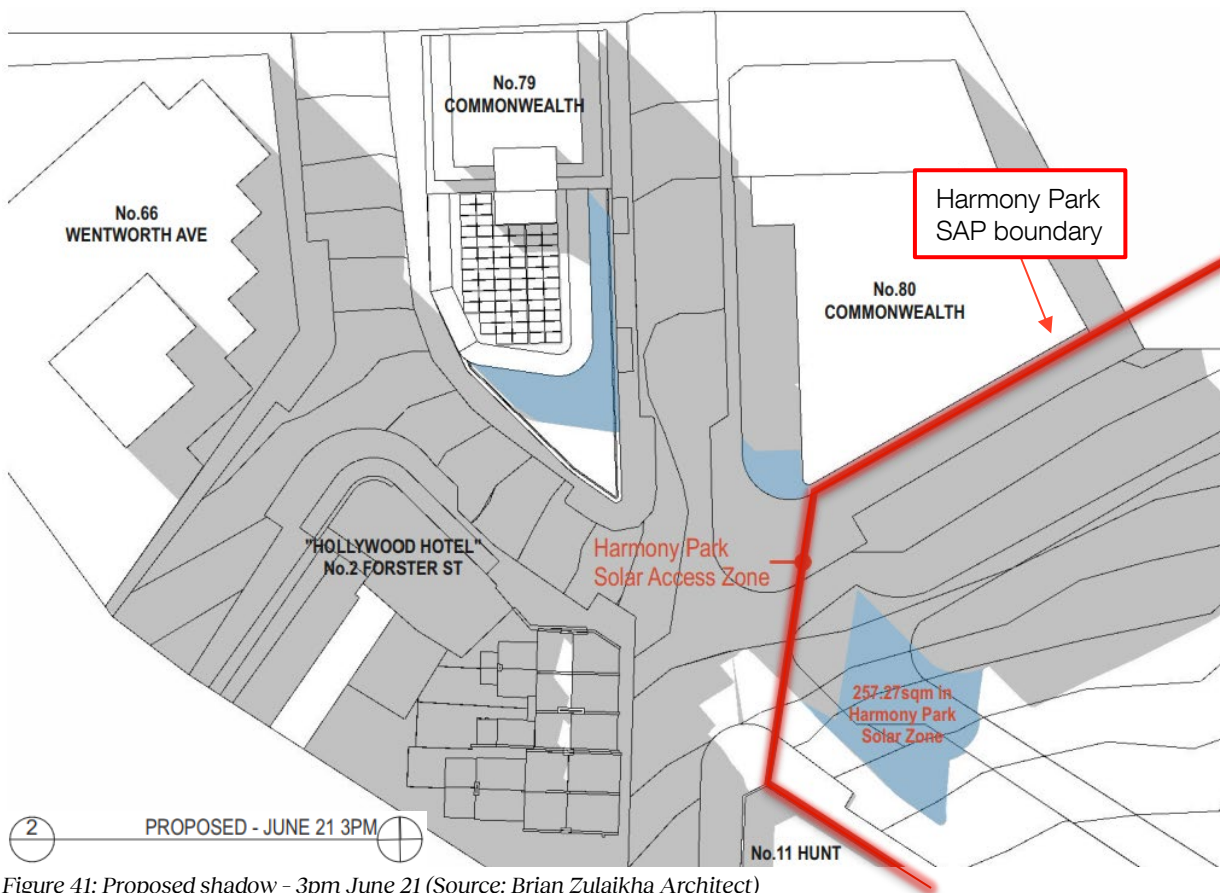 No.79
COMMONWEALTH
Harmony Park
SAP boundary
No.66
WENTWORTH AVE
No.80
COMMONWEALTH
"HOLLYWOOD HOTEL"
No.2 FORSTER ST
Harmony Park
Solar Access Zone
257.27sqm in
Harmony Park
Solar Zone
2
PROPOSED - JUNE 21 3PM
No.11 HUNT
Figure 41: Proposed shadow - 3pm June 21 (Source: Brian Zulaikha Architect)